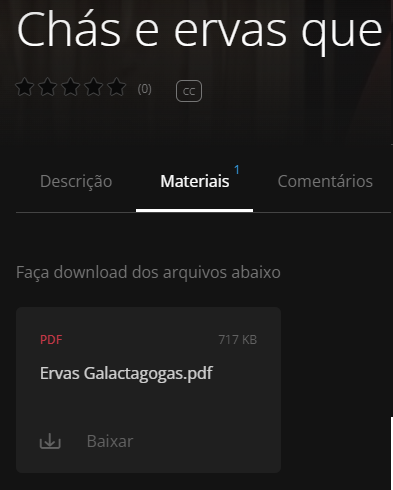 Chás e ervas que
(0) CC
Descrição Materiais 1 Comentários
Faça download dos arquivos abaixo
PDF 717 KB
Ervas Galactagogas.pdf
Baixar